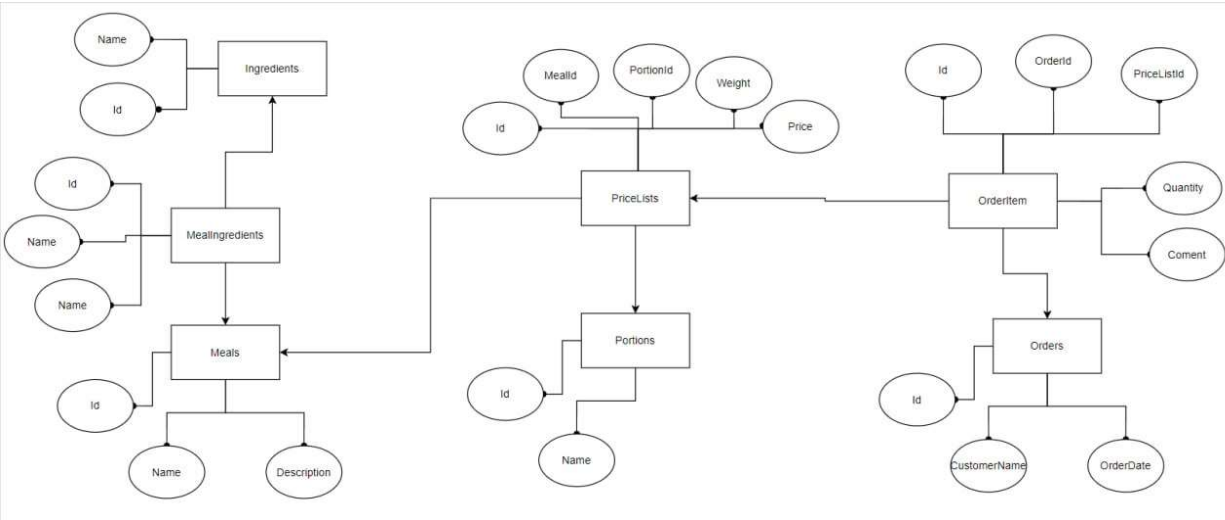 Name
Ingredients
Id
Id
MealIngredients
Name
Name
Meals
Id
Name
Description
MealId
PortionId
Weight
Id
Price
PriceLists
Portions
Id
Name
Id
OrderId
PriceListId
OrderItem
Quantity
Coment
Orders
Id
CustomerName
OrderDate